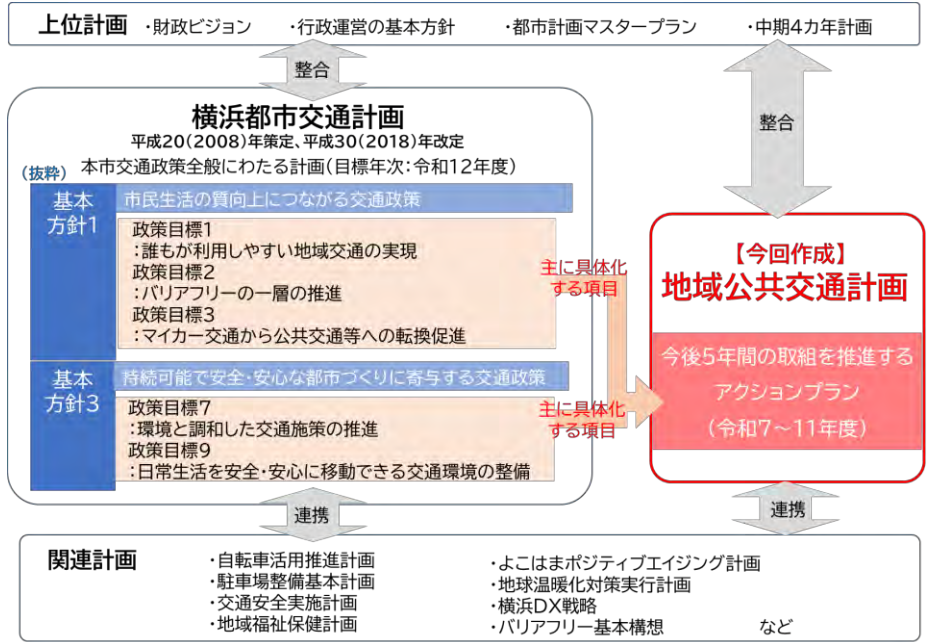 上位計画 ・財政ビジョン ・行政運営の基本方針 ・都市計画マスタープラン ・中期4カ年計画
整合
整合
横浜都市交通計画
平成20(2008)年策定、平成30(2018)年改定
本市交通政策全般にわたる計画(目標年次:令和12年度)
(抜粋)
基本
方針1
市民生活の質向上につながる交通政策
政策目標1
:誰もが利用しやすい地域交通の実現
政策目標2
:バリアフリーの一層の推進
政策目標3
:マイカー交通から公共交通等への転換促進
主に具体化
する項目
基本
方針3
持続可能で安全・安心な都市づくりに寄与する交通政策
政策目標7
:環境と調和した交通施策の推進
政策目標9
:日常生活を安全・安心に移動できる交通環境の整備
主に具体化
する項目
【今回作成】
地域公共交通計画
今後5年間の取組を推進する
アクションプラン
(令和7~11年度)
連携
連携
関連計画
・自転車活用推進計画
・駐車場整備基本計画
・交通安全実施計画
・地域福祉保健計画
・よこはまポジティブエイジング計画
・地球温暖化対策実行計画
・横浜DX戦略
・バリアフリー基本構想 など